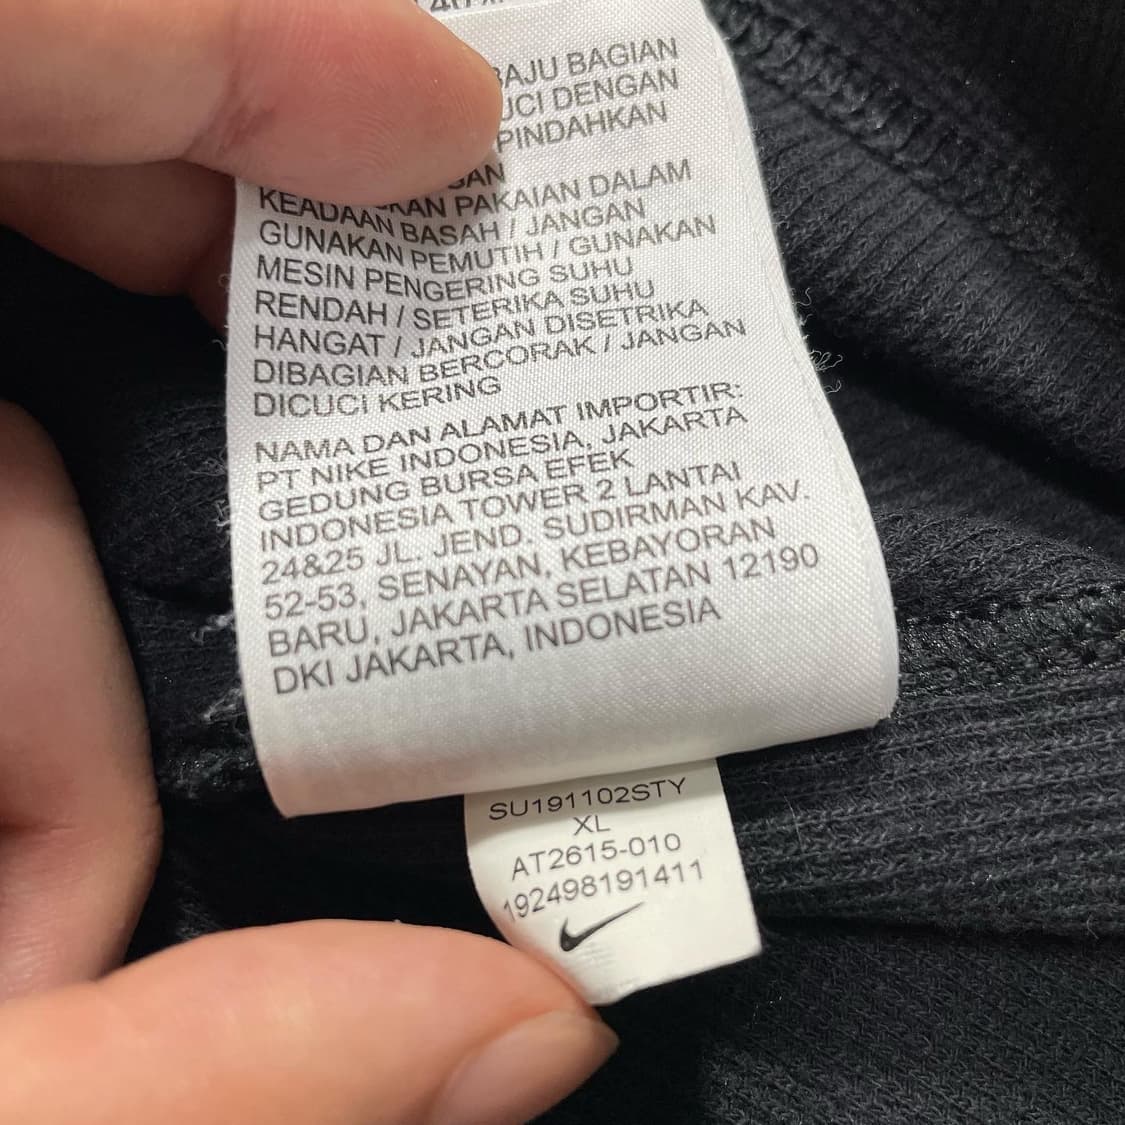 BAJU BAGIAN
CUCI DENGAN
PINDAHKAN
PAKAIAN DALAM
KEADAAN BASAH / JANGAN
GUNAKAN PEMUTIH / GUNAKAN
MESIN PENGERING SUHU
RENDAH / SETERIKA SUHU
HANGAT / JANGAN DISETRIKA
DIBAGIAN BERCORAK / JANGAN
DICUCI KERING
NAMA DAN ALAMAT IMPORTIR:
PT NIKE INDONESIA, JAKARTA
GEDUNG BURSA EFEK
INDONESIA TOWER 2 LANTAI
24&25 JL. JEND. SUDIRMAN KAV.
52-53, SENAYAN, KEBAYORAN
BARU, JAKARTA SELATAN 12190
DKI JAKARTA, INDONESIA
SU191102STY
XL
AT2615-010
192498191411